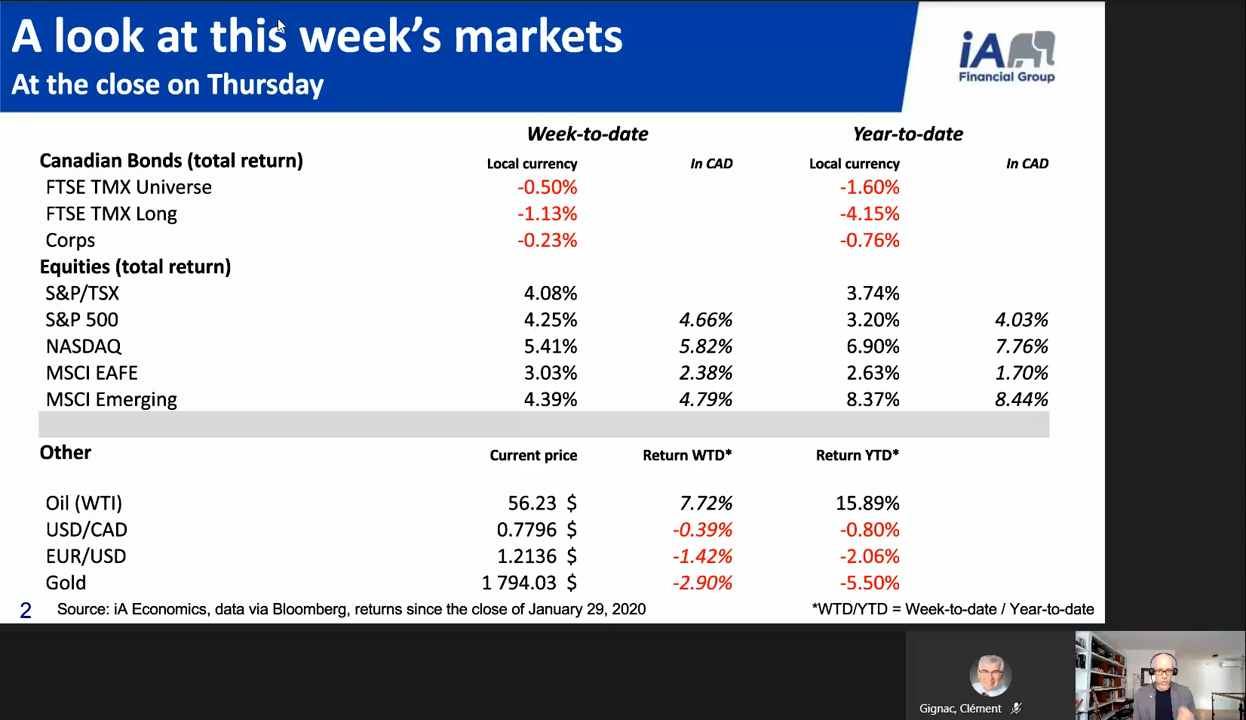 A look at this week's markets
At the close on Thursday
iA
Financial Group
Week-to-date Year-to-date
Canadian Bonds (total return) Local currency In CAD Local currency In CAD
FTSE TMX Universe -0.50% -1.60%
FTSE TMX Long -1.13% -4.15%
Corps -0.23% -0.76%
Equities (total return)
S&P/TSX 4.08% 3.74%
S&P 500 4.25% 4.66% 3.20% 4.03%
NASDAQ 5.41% 5.82% 6.90% 7.76%
MSCI EAFE 3.03% 2.38% 2.63% 1.70%
MSCI Emerging 4.39% 4.79% 8.37% 8.44%
Other Current price Return WTD* Return YTD*
Oil (WTI) 56.23 $ 7.72% 15.89%
USD/CAD 0.7796 $ -0.39% -0.80%
EUR/USD 1.2136 $ -1.42% -2.06%
Gold 1 794.03 $ -2.90% -5.50%
2 Source: iA Economics, data via Bloomberg, returns since the close of January 29, 2020 *WTD/YTD = Week-to-date / Year-to-date
Gignac, Clément